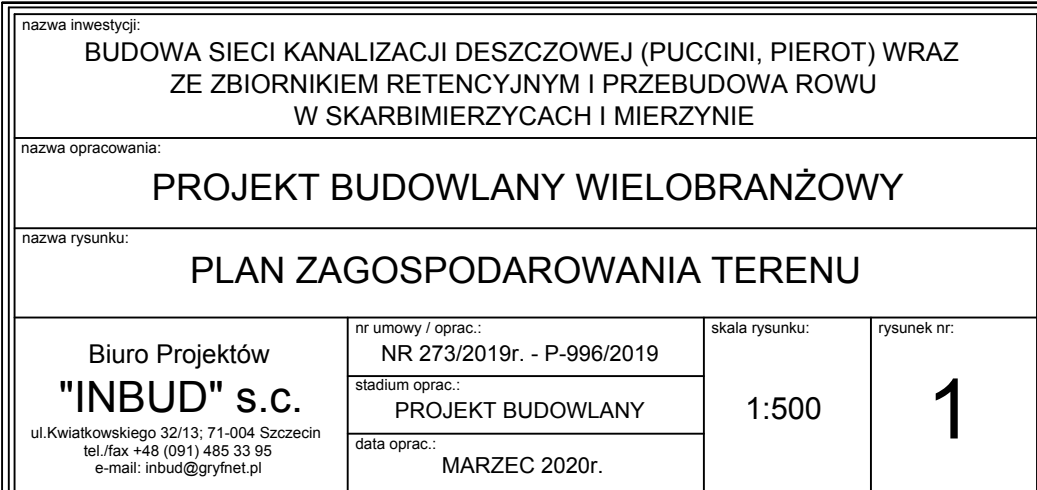 nazwa inwestycji:
BUDOWA SIECI KANALIZACJI DESZCZOWEJ (PUCCINI, PIEROT) WRAZ
ZE ZBIORNIKIEM RETENCYJNYM I PRZEBUDOWA ROWU
W SKARBIMIERZYCACH I MIERZYNIE
nazwa opracowania:
PROJEKT BUDOWLANY WIELOBRANŻOWY
nazwa rysunku:
PLAN ZAGOSPODAROWANIA TERENU
Biuro Projektów
"INBUD" s.c.
ul.Kwiatkowskiego 32/13; 71-004 Szczecin
tel./fax +48 (091) 485 33 95
e-mail: inbud@gryfnet.pl
nr umowy / oprac.:
NR 273/2019r. - P-996/2019
stadium oprac.:
PROJEKT BUDOWLANY
data oprac.:
MARZEC 2020r.
skala rysunku:
1:500
rysunek nr:
1